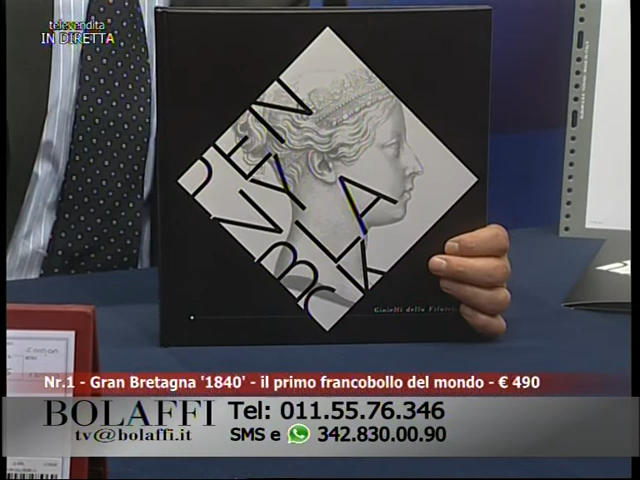 televendita
IN DIRETTA
PENNY
BLACK
Gioielli della
Nr.1 - Gran Bretagna '1840' - il primo francobollo del mondo - € 490
BOLAFFI
tv@bolaffi.it
Tel: 011.55.76.346
SMS e 342.830.00.90